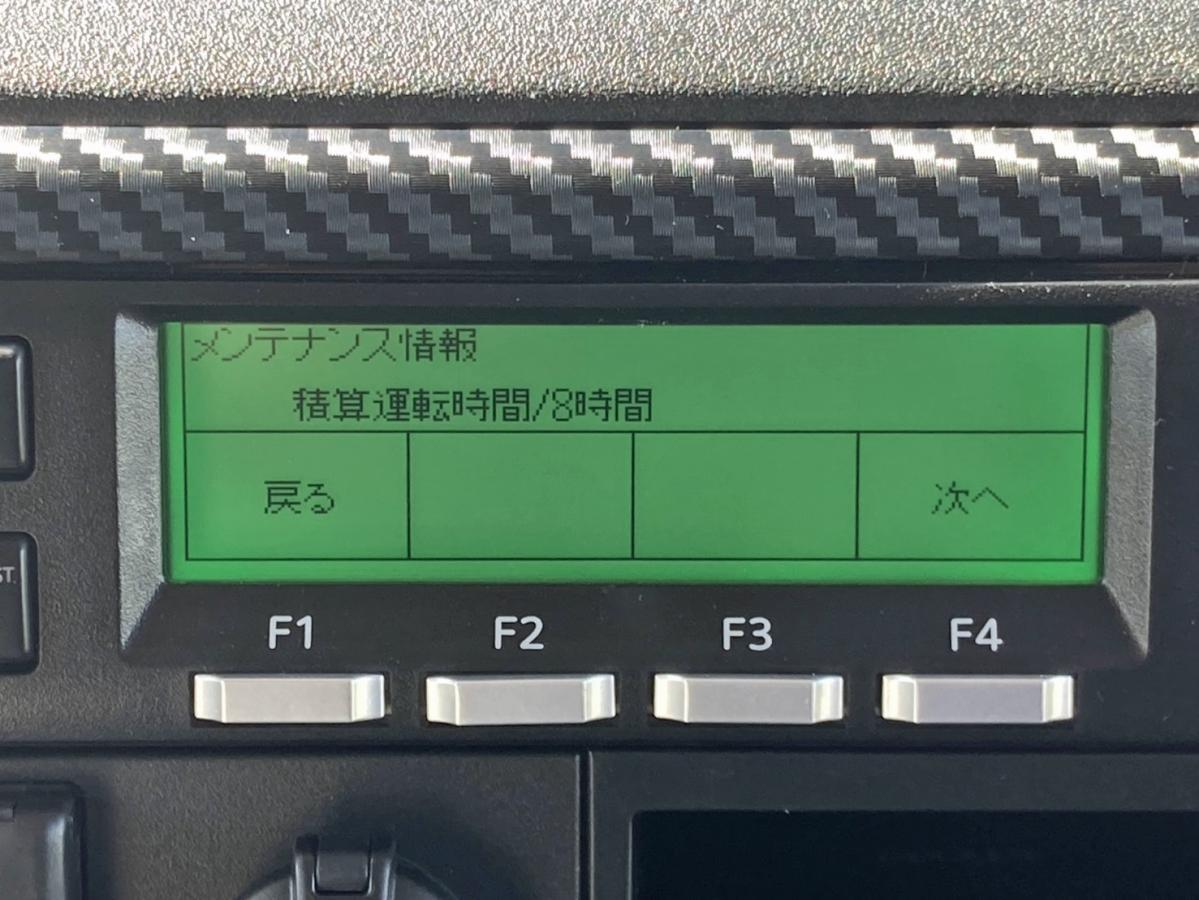 メンテナンス情報
積算運転時間/8時間
戻る 次へ
F1 F2 F3 F4
ST.